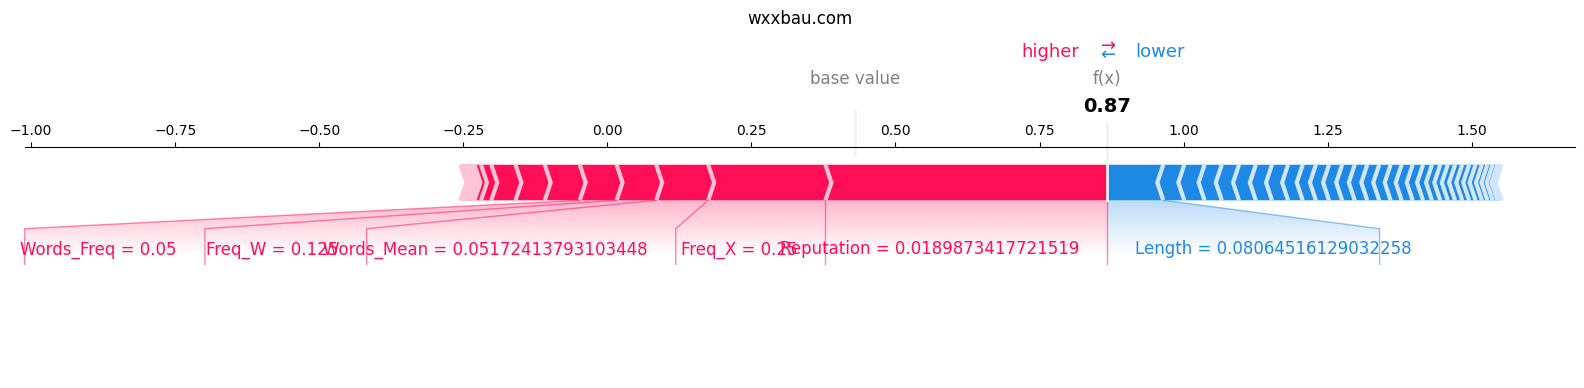 wxxbau.com
higher → ← lower
base value f(x)
0.87
−1.00 −0.75 −0.50 −0.25 0.00 0.25 0.50 0.75 1.00 1.25 1.50
Words_Freq = 0.05 Freq_W = 0.125 Words_Mean = 0.05172413793103448 Freq_X = 0.25 Reputation = 0.0189873417721519 Length = 0.08064516129032258